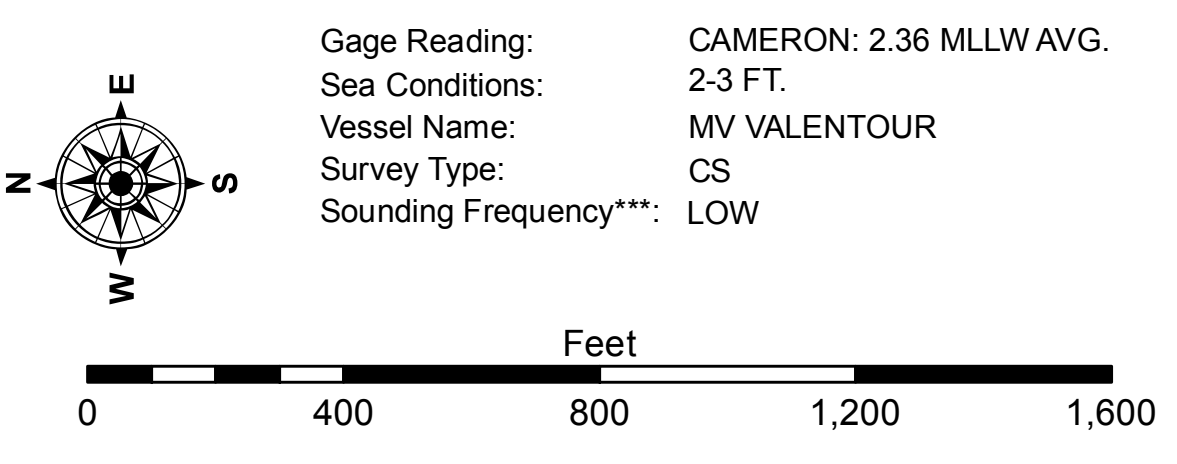 E
N
S
W
Gage Reading: CAMERON: 2.36 MLLW AVG.
Sea Conditions: 2-3 FT.
Vessel Name: MV VALENTOUR
Survey Type: CS
Sounding Frequency***: LOW
Feet
0 400 800 1,200 1,600